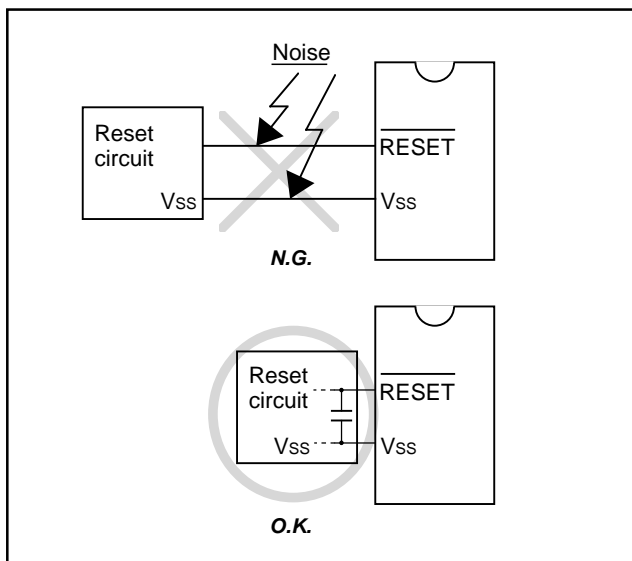 Noise
Reset
circuit
RESET
VSS
VSS
N.G.
Reset
circuit
RESET
VSS
VSS
O.K.